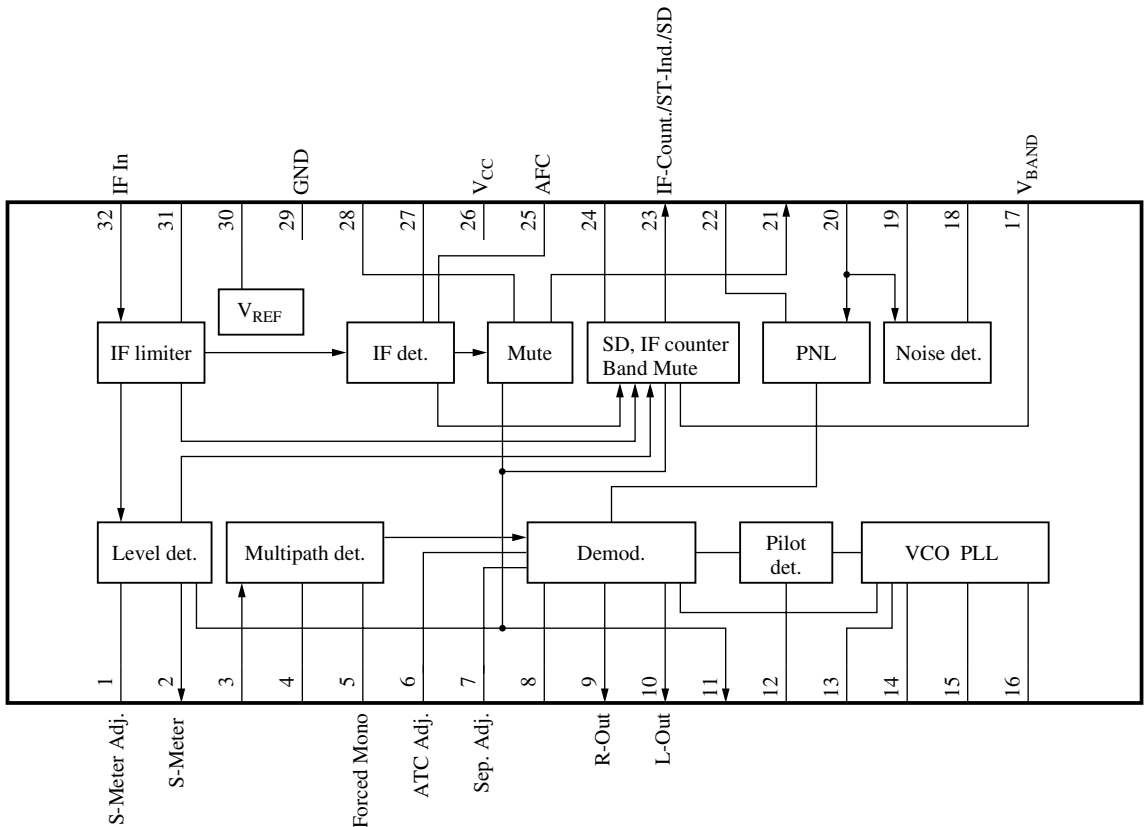 IF In
GND
V_CC
AFC
IF-Count./ST-Ind./SD
V_BAND
32
31
30
29
28
27
26
25
24
23
22
21
20
19
18
17
V_REF
IF limiter
IF det.
Mute
SD, IF counter
Band Mute
PNL
Noise det.
Level det.
Multipath det.
Demod.
Pilot
det.
VCO PLL
1
2
3
4
5
6
7
8
9
10
11
12
13
14
15
16
S-Meter Adj.
S-Meter
Forced Mono
ATC Adj.
Sep. Adj.
R-Out
L-Out